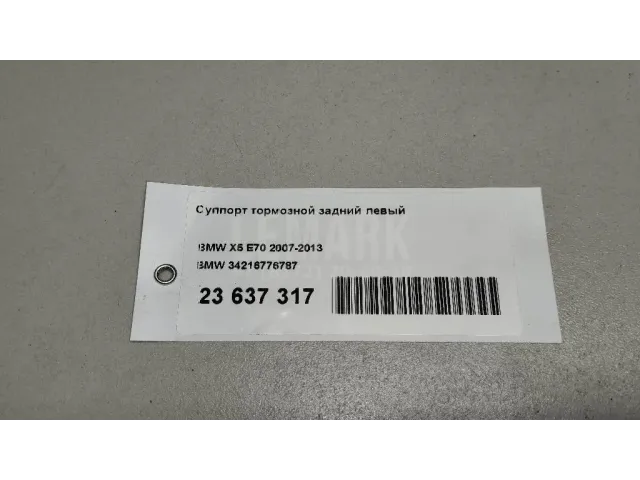 Суппорт тормозной задний левый
BMW X5 E70 2007-2013
BMW 34216776787
23 637 317